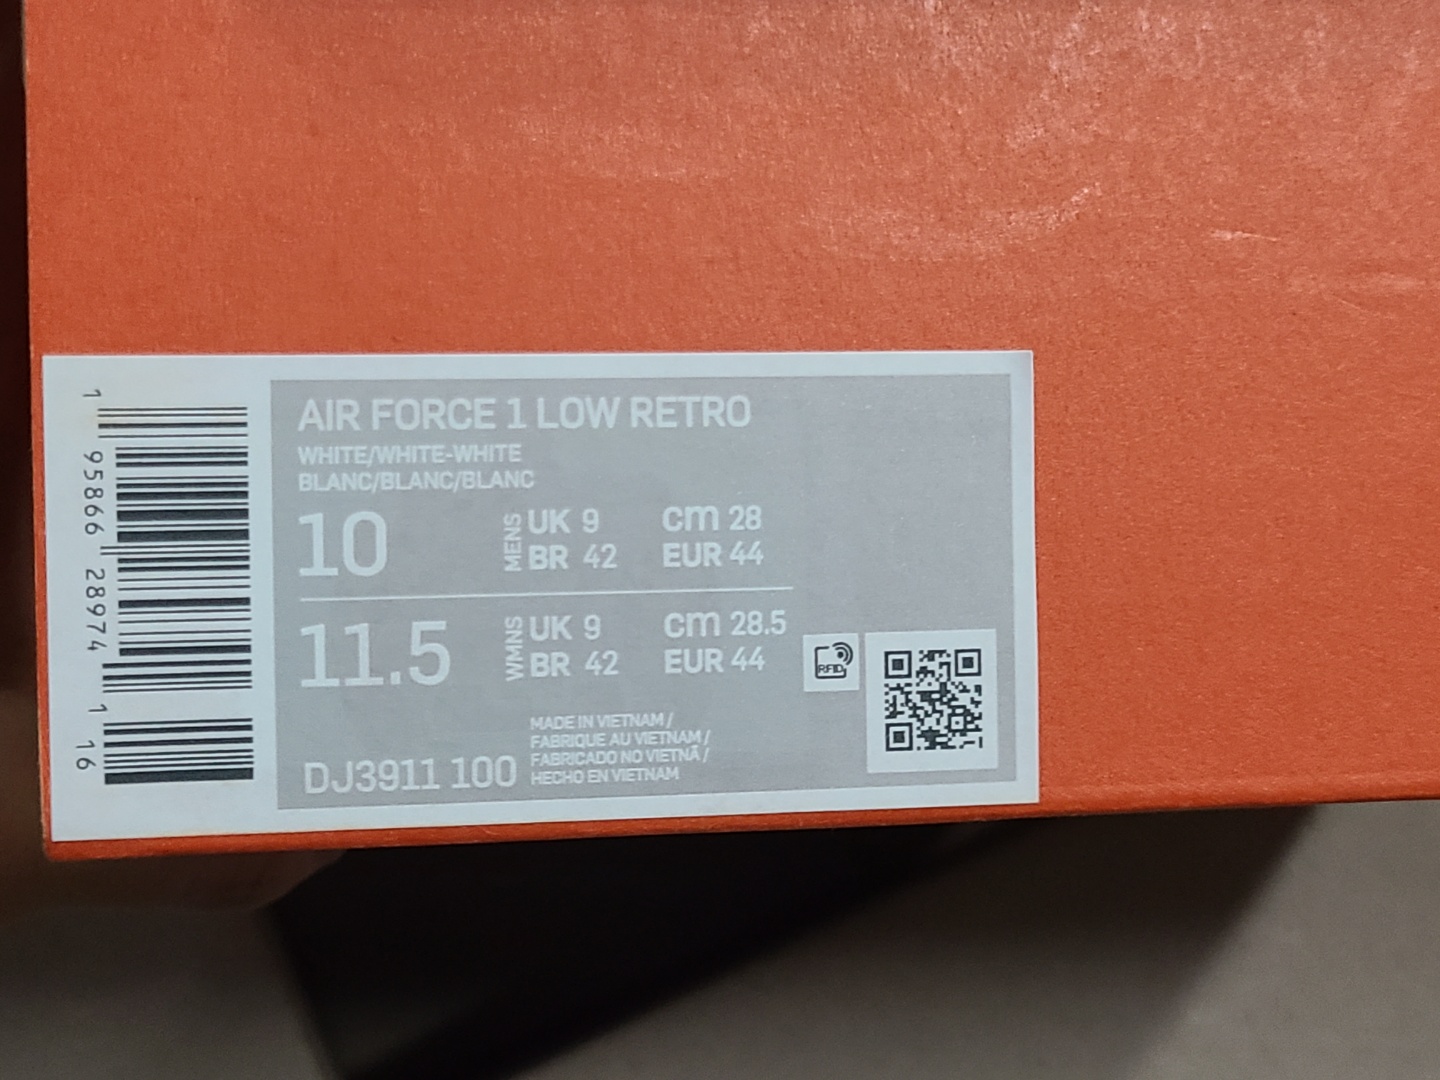 AIR FORCE 1 LOW RETRO
WHITE/WHITE-WHITE
BLANC/BLANC/BLANC
10 MENS UK 9 cm 28
BR 42 EUR 44
11.5 WMNS UK 9 cm 28.5
BR 42 EUR 44
RFID
MADE IN VIETNAM /
FABRIQUE AU VIETNAM /
FABRICADO NO VIETNÃ /
HECHO EN VIETNAM
DJ3911 100
1 95866 28974 1 16